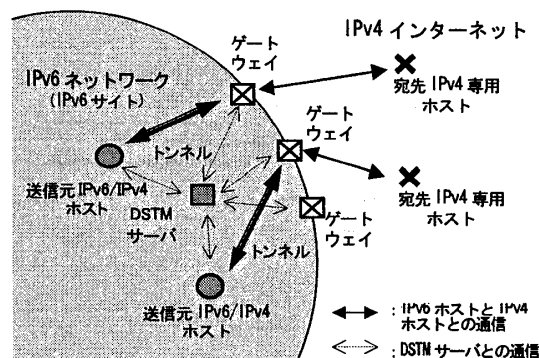 IPv4 インターネット
ゲート
ウェイ
IPv6 ネットワーク
(IPv6 サイト)
宛先 IPv4 専用
ホスト
ゲート
ウェイ
トンネル
送信元 IPv6/IPv4
ホスト
DSTM
サーバ
宛先 IPv4 専用
ホスト
ゲート
ウェイ
トンネル
送信元 IPv6/IPv4
ホスト
: IPv6 ホストと IPv4
ホストとの通信
: DSTM サーバとの通信